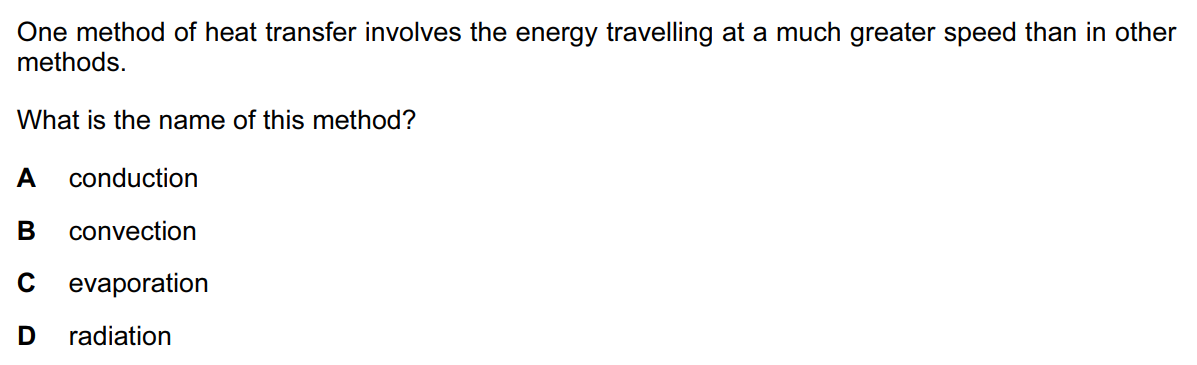 One method of heat transfer involves the energy travelling at a much greater speed than in other
methods.
What is the name of this method?
A conduction
B convection
C evaporation
D radiation